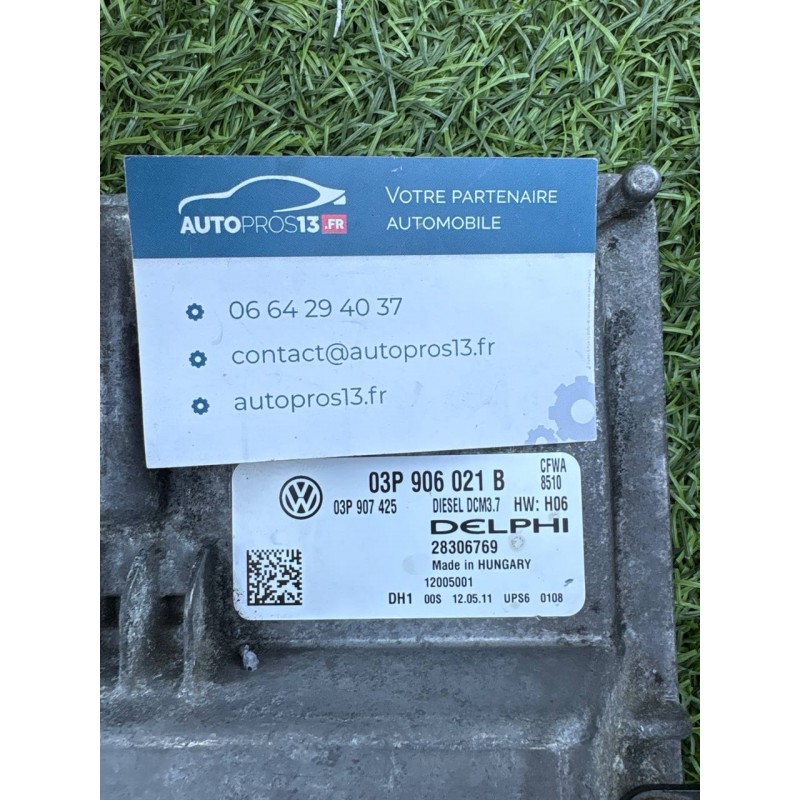 AUTOPROS13.FR
VOTRE PARTENAIRE
AUTOMOBILE
06 64 29 40 37
contact@autopros13.fr
autopros13.fr
03P 906 021 B
CFWA
8510
03P 907 425
DIESEL DCM3.7
HW: H06
DELPHI
28306769
Made in HUNGARY
12005001
DH1 00S 12.05.11 UPS6 0108